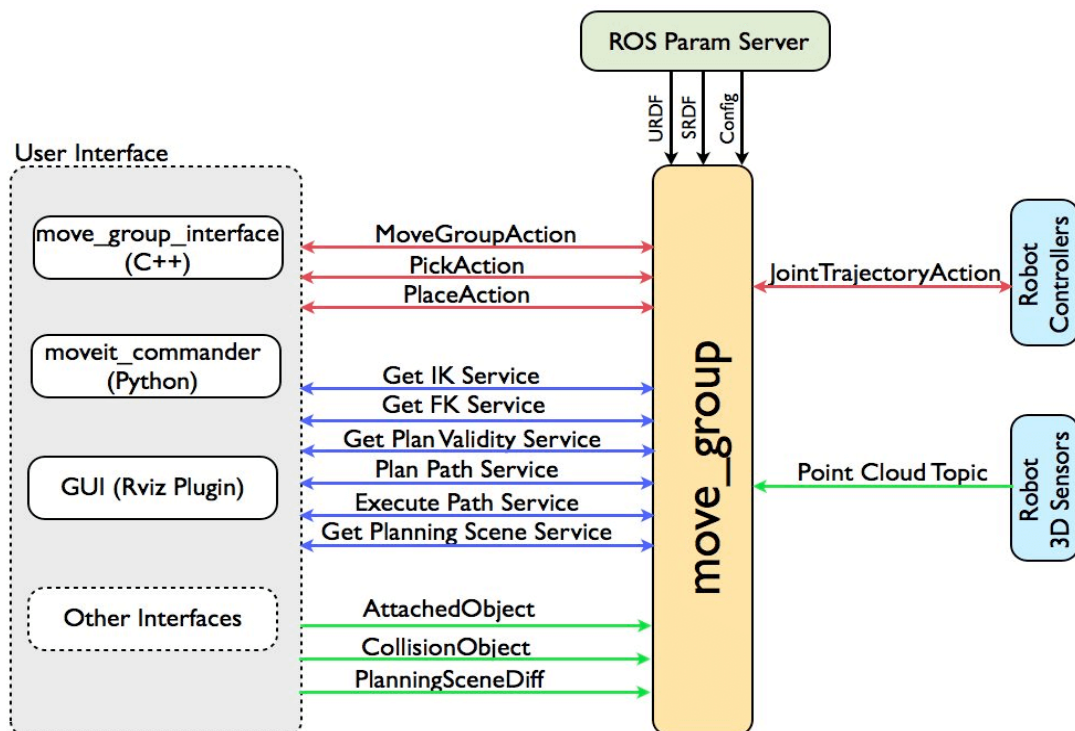 ROS Param Server
URDF
SRDF
Config
User Interface
move_group_interface
(C++)
moveit_commander
(Python)
GUI (Rviz Plugin)
Other Interfaces
MoveGroupAction
PickAction
PlaceAction
Get IK Service
Get FK Service
Get Plan Validity Service
Plan Path Service
Execute Path Service
Get Planning Scene Service
AttachedObject
CollisionObject
PlanningSceneDiff
move_group
JointTrajectoryAction
Point Cloud Topic
Robot
Controllers
Robot
3D Sensors